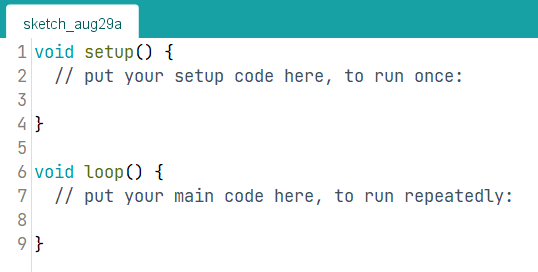 sketch_aug29a
1 void setup() {
2   // put your setup code here, to run once:
3
4 }
5
6 void loop() {
7   // put your main code here, to run repeatedly:
8
9 }